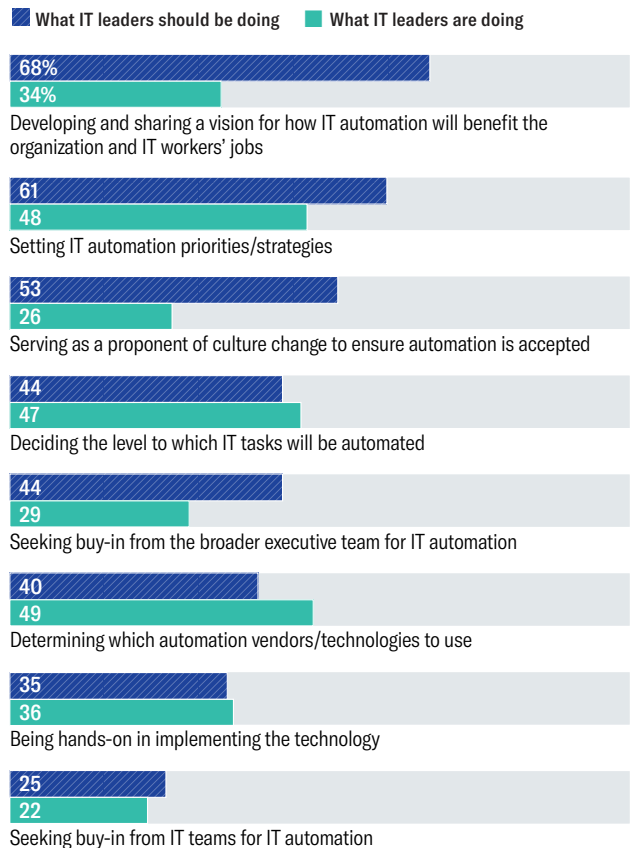 What IT leaders should be doing What IT leaders are doing
68%
34%
Developing and sharing a vision for how IT automation will benefit the
organization and IT workers’ jobs
61
48
Setting IT automation priorities/strategies
53
26
Serving as a proponent of culture change to ensure automation is accepted
44
47
Deciding the level to which IT tasks will be automated
44
29
Seeking buy-in from the broader executive team for IT automation
40
49
Determining which automation vendors/technologies to use
35
36
Being hands-on in implementing the technology
25
22
Seeking buy-in from IT teams for IT automation